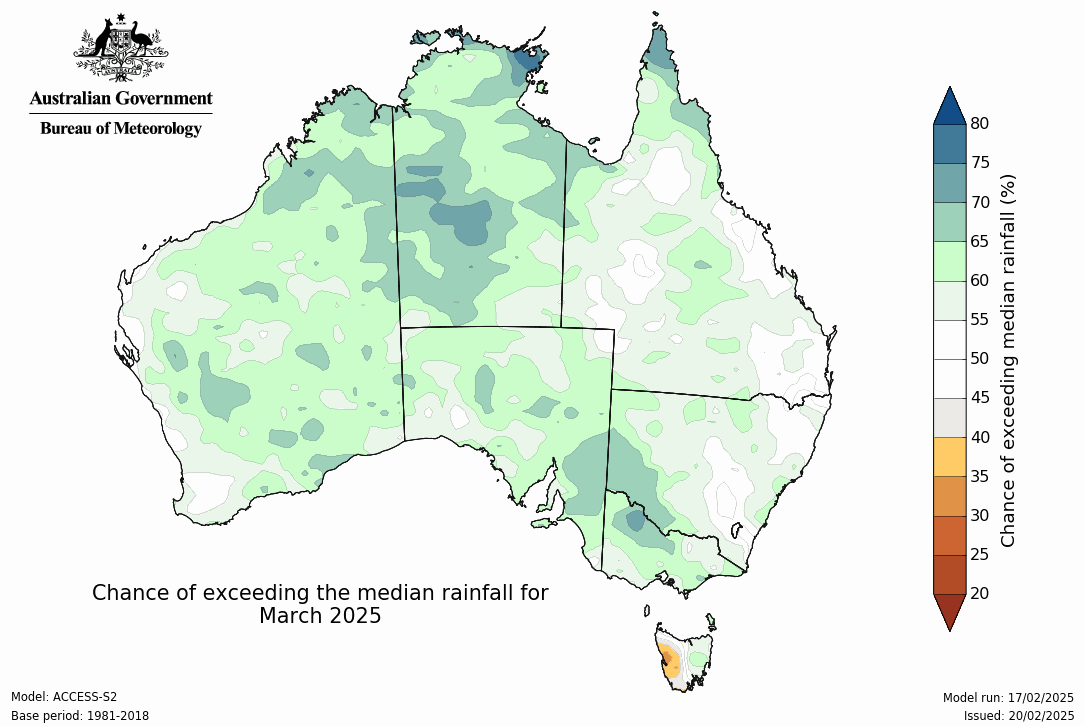 AUSTRALIA
Australian Government
Bureau of Meteorology
80
75
70
65
60
55
50
45
40
35
30
25
20
Chance of exceeding median rainfall (%)
Chance of exceeding the median rainfall for
March 2025
Model: ACCESS-S2
Base period: 1981-2018
Model run: 17/02/2025
Issued: 20/02/2025